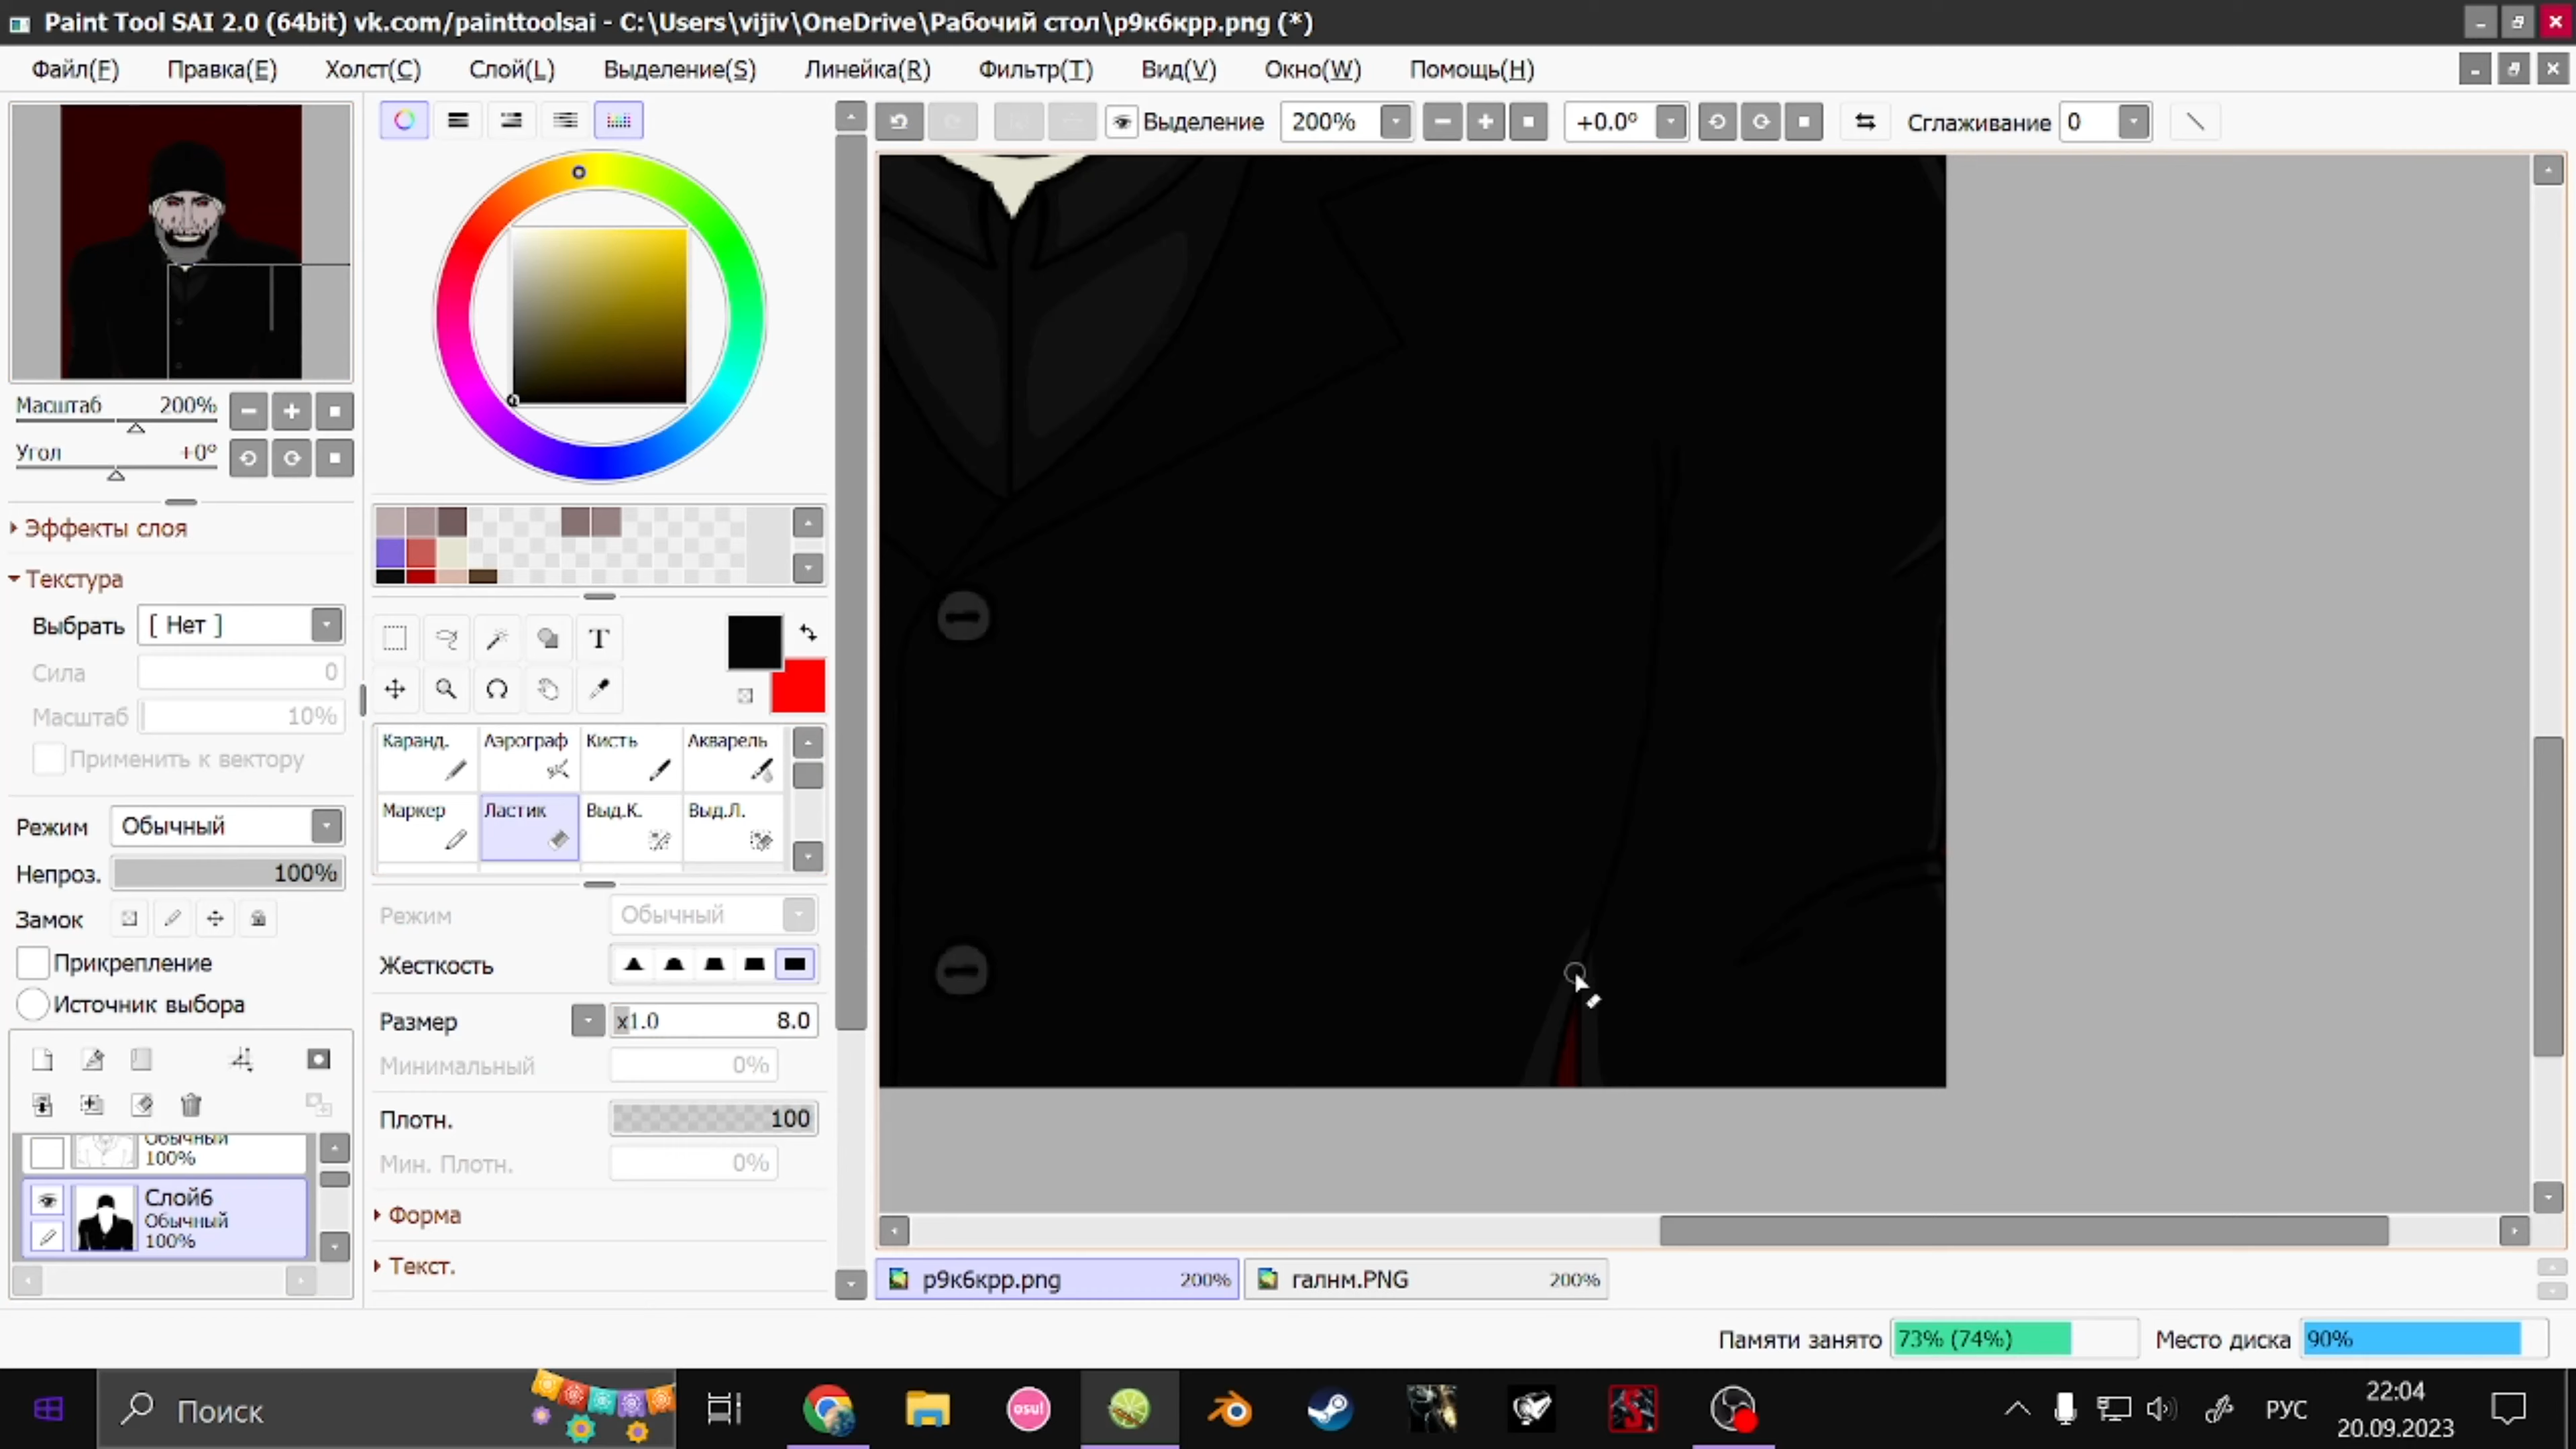 Paint Tool SAI 2.0 (64bit) vk.com/painttoolsai - C:\Users\vijiv\OneDrive\Рабочий стол\р9к6крр.png (*)
Файл(F) Правка(E) Холст(C) Слой(L) Выделение(S) Линейка(R) Фильтр(T) Вид(V) Окно(W) Помощь(H)
Выделение 200% +0.0° Сглаживание 0
Масштаб 200%
Угол +0°
Эффекты слоя
Текстура
Выбрать [ Нет ]
Сила 0
Масштаб 10%
Применить к вектору
Режим Обычный
Непроз. 100%
Замок
Прикрепление
Источник выбора
Обычный
100%
Слой6
Обычный
100%
T
Каранд. Аэрограф Кисть Акварель
Маркер Ластик Выд.К. Выд.Л.
Режим Обычный
Жесткость
Размер x1.0 8.0
Минимальный 0%
Плотн. 100
Мин. Плотн. 0%
Форма
Текст.
р9к6крр.png 200% галнм.PNG 200%
Памяти занято 73% (74%) Место диска 90%
Поиск
osu!
РУС
22:04
20.09.2023